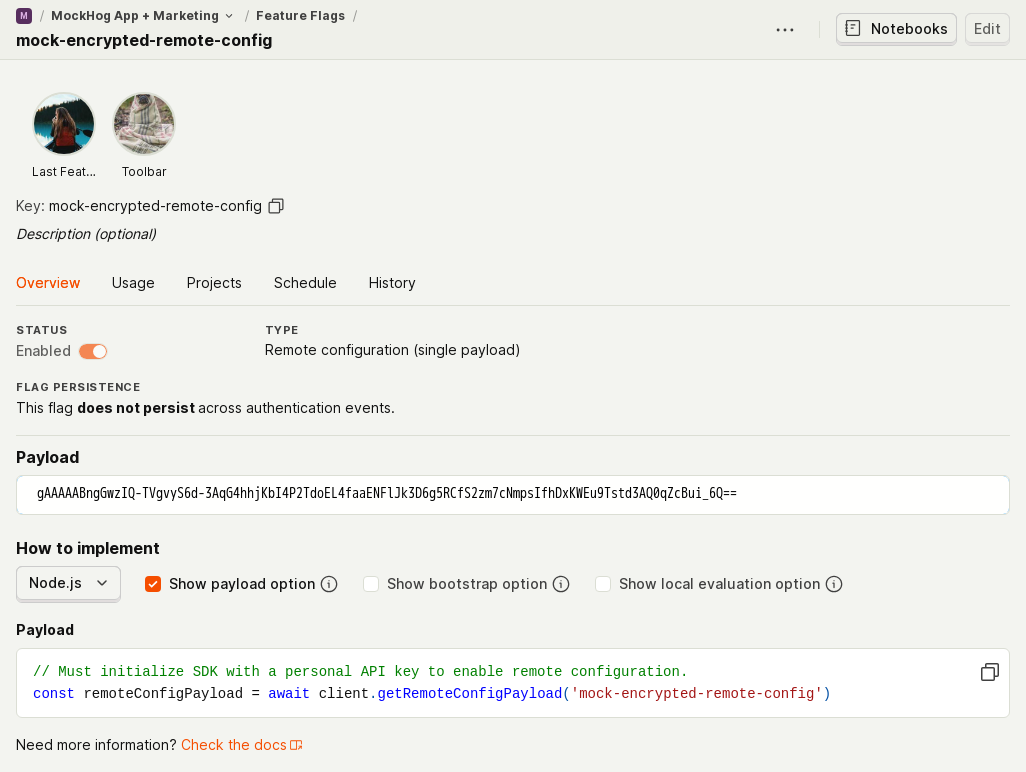 M / MockHog App + Marketing / Feature Flags /
mock-encrypted-remote-config
Notebooks
Edit
Last Feat...
Toolbar
Key: mock-encrypted-remote-config
Description (optional)
Overview
Usage
Projects
Schedule
History
STATUS
TYPE
Enabled
Remote configuration (single payload)
FLAG PERSISTENCE
This flag does not persist across authentication events.
Payload
gAAAAABngGwzIQ-TVgvyS6d-3AqG4hhjKbI4P2TdoEL4faaENFlJk3D6g5RCfS2zm7cNmpsIfhDxKWEu9Tstd3AQ0qZcBui_6Q==
How to implement
Node.js
Show payload option
Show bootstrap option
Show local evaluation option
Payload
// Must initialize SDK with a personal API key to enable remote configuration.
const remoteConfigPayload = await client.getRemoteConfigPayload('mock-encrypted-remote-config')
Need more information? Check the docs